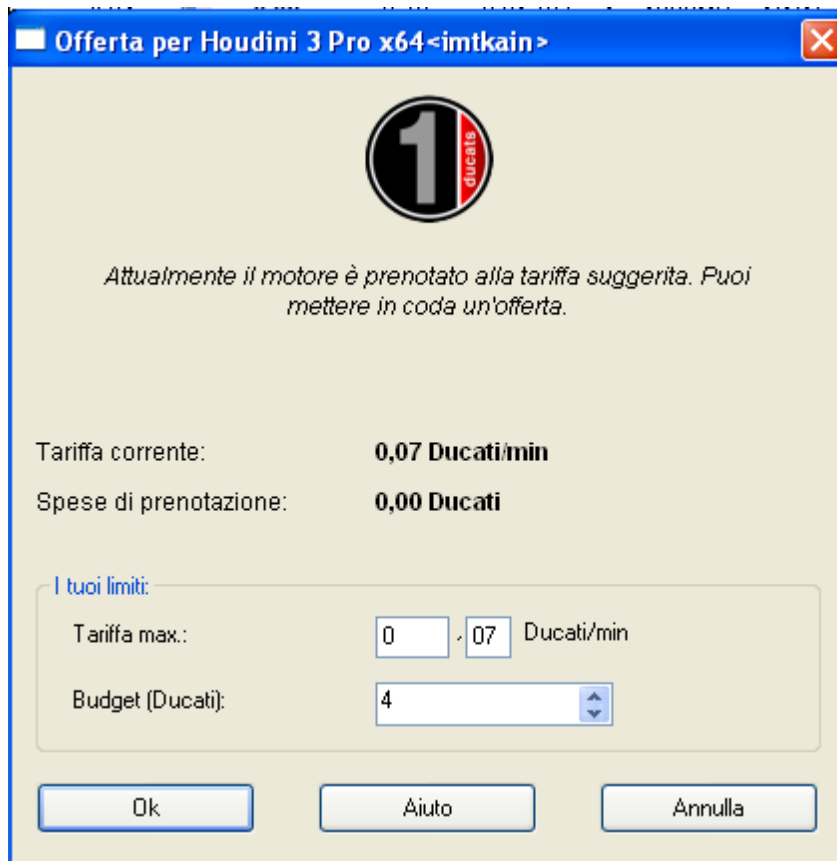 Offerta per Houdini 3 Pro x64<imtkain>
1 ducats
Attualmente il motore è prenotato alla tariffa suggerita. Puoi
mettere in coda un'offerta.
Tariffa corrente: 0,07 Ducati/min
Spese di prenotazione: 0,00 Ducati
I tuoi limiti:
Tariffa max.: 0 , 07 Ducati/min
Budget (Ducati): 4
Ok Aiuto Annulla